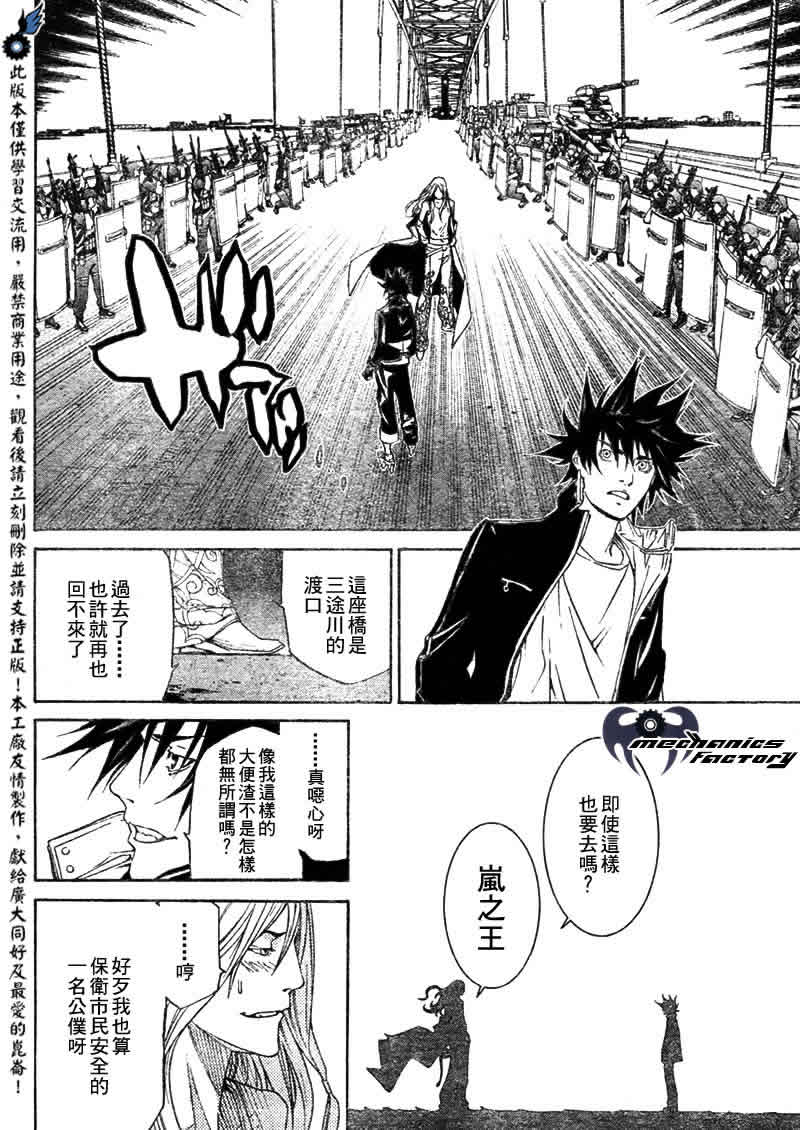 此版本僅供學習交流用，嚴禁商業用途，觀看後請立刻刪除並請支持正版！本工廠友情製作，獻給廣大同好及最愛的崑崙！
這座橋是
三途川的
渡口
過去了……
也許就再也
回不來了
mechanics
Factory
即使這樣
也要去嗎？
嵐之王
……真噁心呀
像我這樣的
大便渣不是怎樣
都無所謂嗎？
……哼
好歹我也算
保衛市民安全的
一名公僕呀